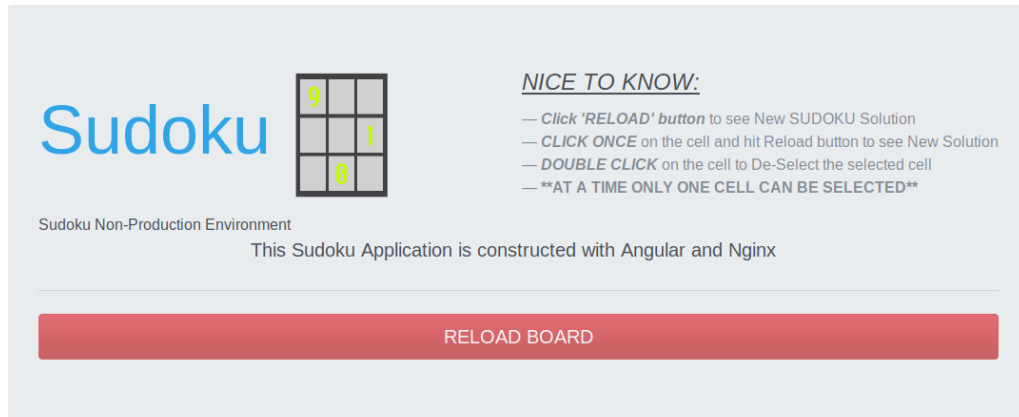 Sudoku
9
1
0
NICE TO KNOW:
— Click 'RELOAD' button to see New SUDOKU Solution
— CLICK ONCE on the cell and hit Reload button to see New Solution
— DOUBLE CLICK on the cell to De-Select the selected cell
— **AT A TIME ONLY ONE CELL CAN BE SELECTED**
Sudoku Non-Production Environment
This Sudoku Application is constructed with Angular and Nginx
RELOAD BOARD